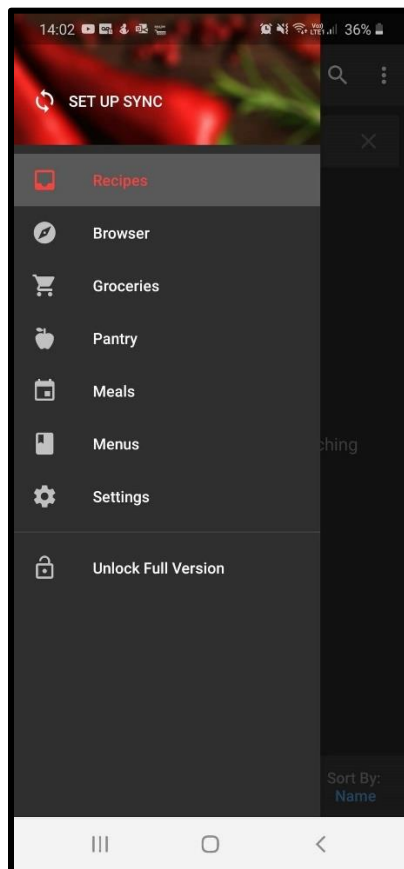 14:02
36%
SET UP SYNC
Recipes
Browser
Groceries
Pantry
Meals
ching
Menus
Settings
Unlock Full Version
Sort By:
Name